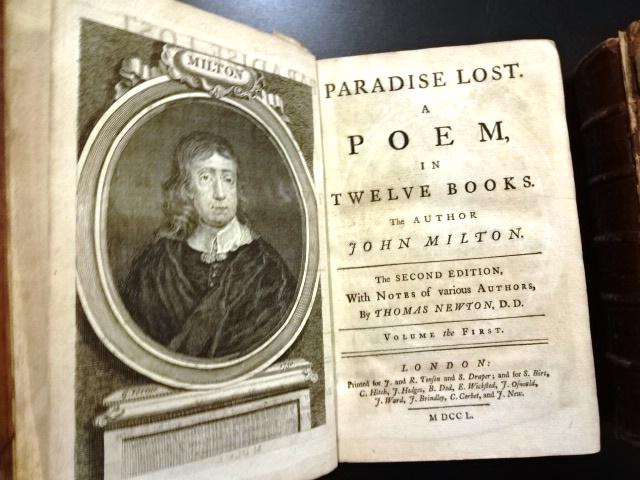 MILTON
PARADISE LOST.
A
POEM,
IN
TWELVE BOOKS.
The AUTHOR
JOHN MILTON.
The SECOND EDITION,
With NOTES of various AUTHORS,
By THOMAS NEWTON, D. D.
VOLUME the FIRST.
LONDON:
Printed for J. and R. Tonson and S. Draper; and for S. Birt,
C. Hitch, J. Hodges, B. Dod, E. Wicksted, J. Oswald,
J. Ward, J. Brindley, C. Corbet, and J. New.
M DCC L.